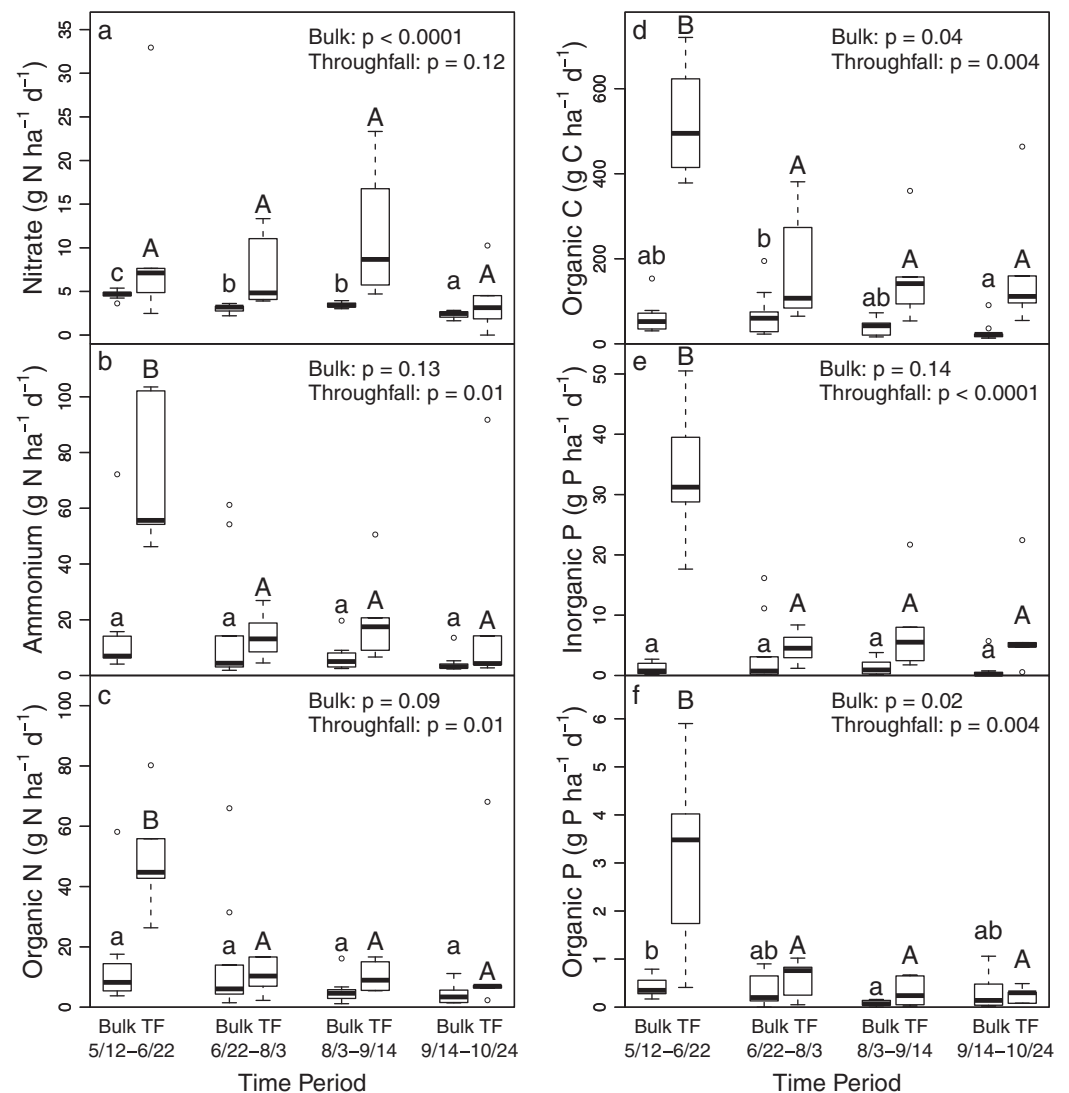 a
Bulk: p < 0.0001
Throughfall: p = 0.12
Nitrate (g N ha⁻¹ d⁻¹)
35
30
25
20
15
10
5
0
c
A
b
A
b
A
a
A
b
Bulk: p = 0.13
Throughfall: p = 0.01
Ammonium (g N ha⁻¹ d⁻¹)
100
80
60
40
20
0
a
B
a
A
a
A
a
A
c
Bulk: p = 0.09
Throughfall: p = 0.01
Organic N (g N ha⁻¹ d⁻¹)
100
80
60
40
20
0
a
B
a
A
a
A
a
A
Bulk TF Bulk TF Bulk TF Bulk TF
5/12–6/22 6/22–8/3 8/3–9/14 9/14–10/24
Time Period
d
Bulk: p = 0.04
Throughfall: p = 0.004
Organic C (g C ha⁻¹ d⁻¹)
600
400
200
0
ab
B
b
A
ab
A
a
A
e
Bulk: p = 0.14
Throughfall: p < 0.0001
Inorganic P (g P ha⁻¹ d⁻¹)
50
40
30
20
10
0
a
B
a
A
a
A
a
A
f
Bulk: p = 0.02
Throughfall: p = 0.004
Organic P (g P ha⁻¹ d⁻¹)
6
5
4
3
2
1
0
b
B
ab
A
a
A
ab
A
Bulk TF Bulk TF Bulk TF Bulk TF
5/12–6/22 6/22–8/3 8/3–9/14 9/14–10/24
Time Period